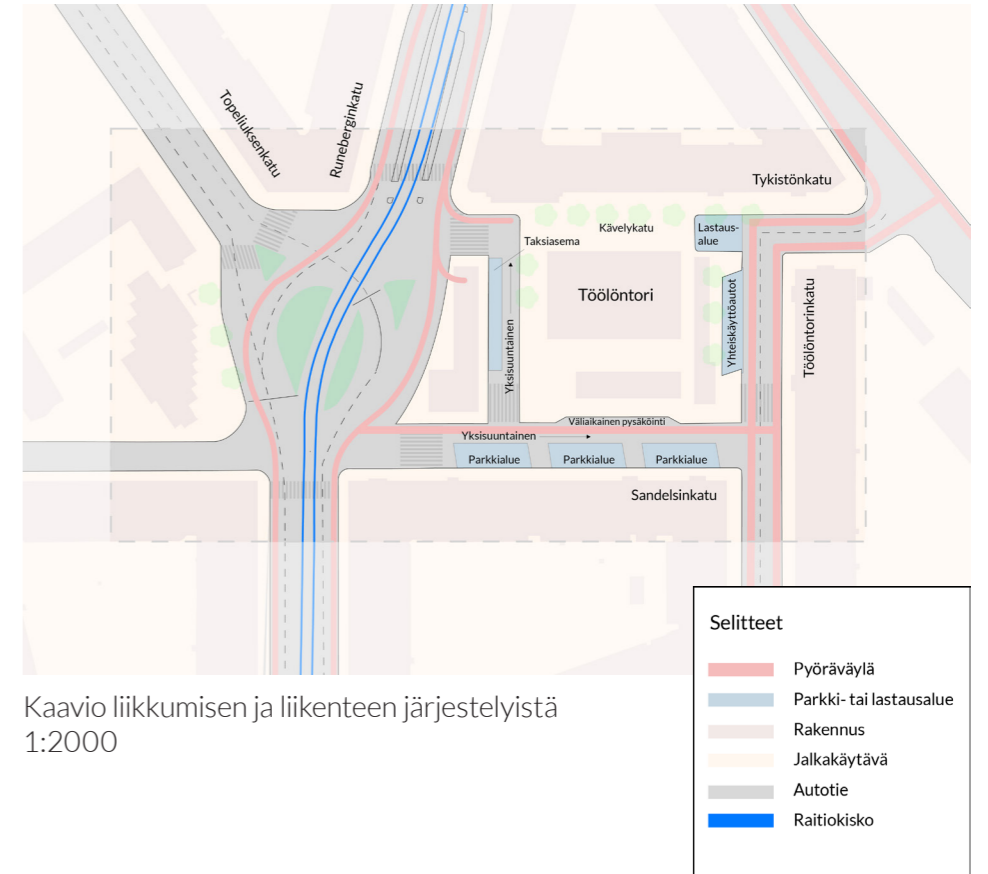 Topeliuksenkatu
Runeberginkatu
Tykistönkatu
Kävelykatu
Lastaus-
alue
Taksiasema
Töölöntori
Yhteiskäyttöautot
Töölöntorinkatu
Yksisuuntainen
Väliaikainen pysäköinti
Yksisuuntainen
Parkkialue
Parkkialue
Parkkialue
Sandelsinkatu
Selitteet
Pyöräväylä
Parkki- tai lastausalue
Rakennus
Jalkakäytävä
Autotie
Raitiokisko
Kaavio liikkumisen ja liikenteen järjestelyistä
1:2000